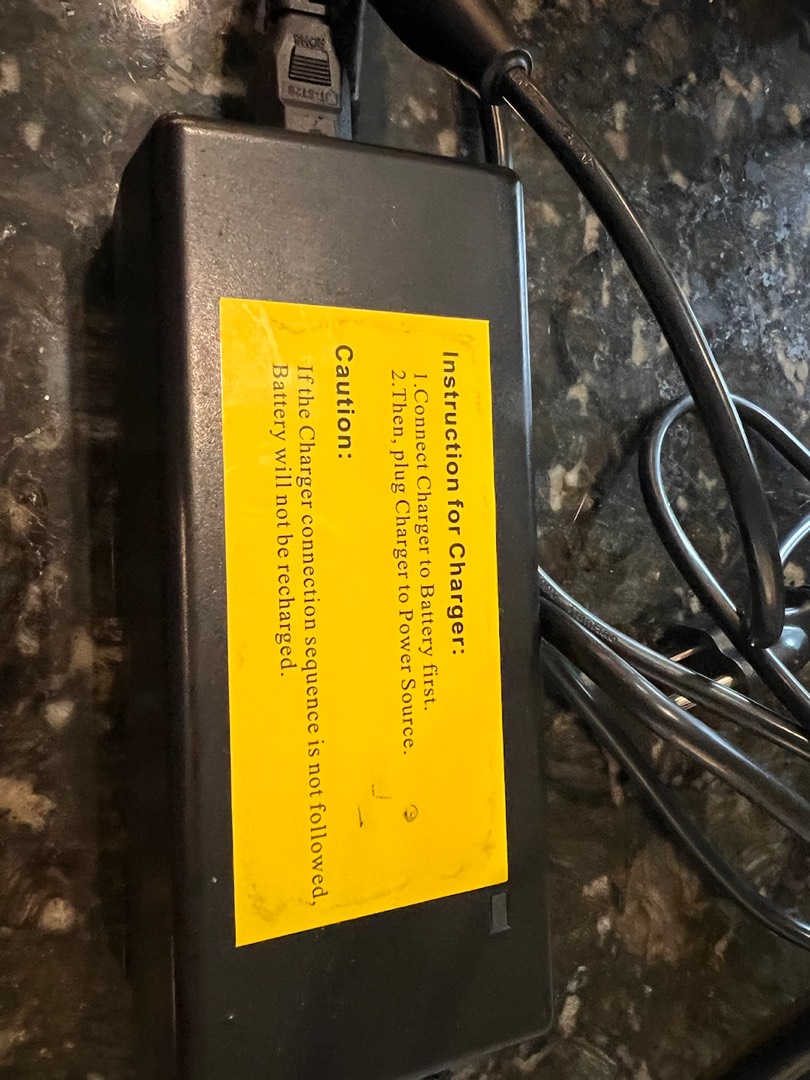 Instruction for Charger:
1.Connect Charger to Battery first.
2.Then, plug Charger to Power Source.
Caution:
If the Charger connection sequence is not followed,
Battery will not be recharged.